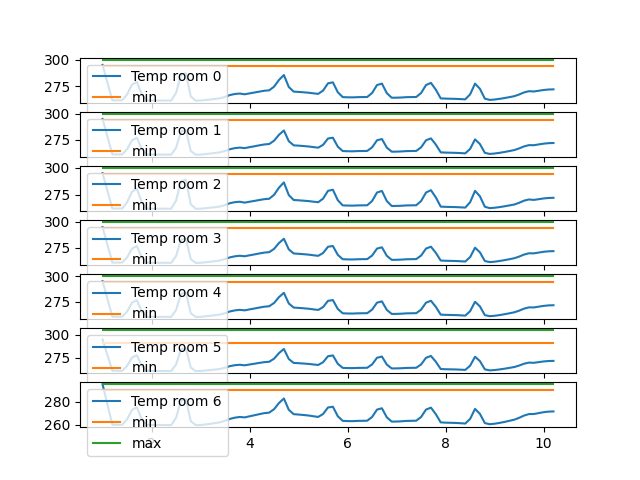 300
275
Temp room 0
min
300
275
Temp room 1
min
300
275
Temp room 2
min
300
275
Temp room 3
min
300
275
Temp room 4
min
300
275
Temp room 5
min
280
260
Temp room 6
min
max
4
6
8
10